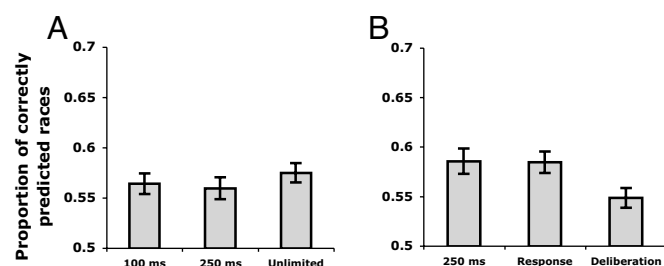 A
Proportion of correctly
predicted races
0.7
0.65
0.6
0.55
0.5
100 ms 250 ms Unlimited
B
0.7
0.65
0.6
0.55
0.5
250 ms Response Deliberation